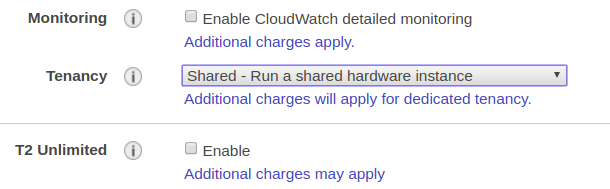 Monitoring i Enable CloudWatch detailed monitoring
Additional charges apply.
Tenancy i Shared - Run a shared hardware instance
Additional charges will apply for dedicated tenancy.
T2 Unlimited i Enable
Additional charges may apply